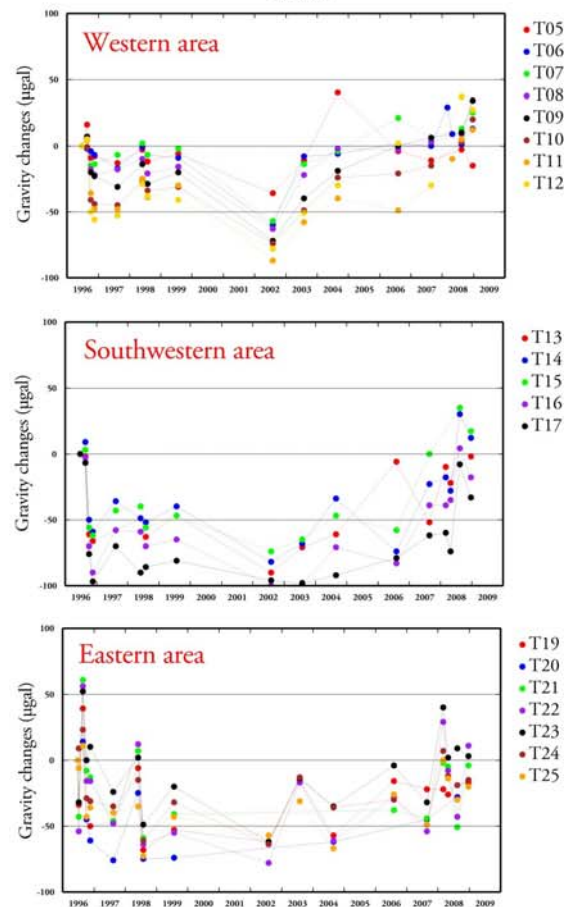 Western area
Gravity changes (μgal)
100
50
0
-50
-100
1996 1997 1998 1999 2000 2001 2002 2003 2004 2005 2006 2007 2008 2009
T05
T06
T07
T08
T09
T10
T11
T12
Southwestern area
Gravity changes (μgal)
100
50
0
-50
-100
1996 1997 1998 1999 2000 2001 2002 2003 2004 2005 2006 2007 2008 2009
T13
T14
T15
T16
T17
Eastern area
Gravity changes (μgal)
100
50
0
-50
-100
1996 1997 1998 1999 2000 2001 2002 2003 2004 2005 2006 2007 2008 2009
T19
T20
T21
T22
T23
T24
T25